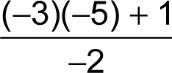 (–3)(–5) + 1
–2